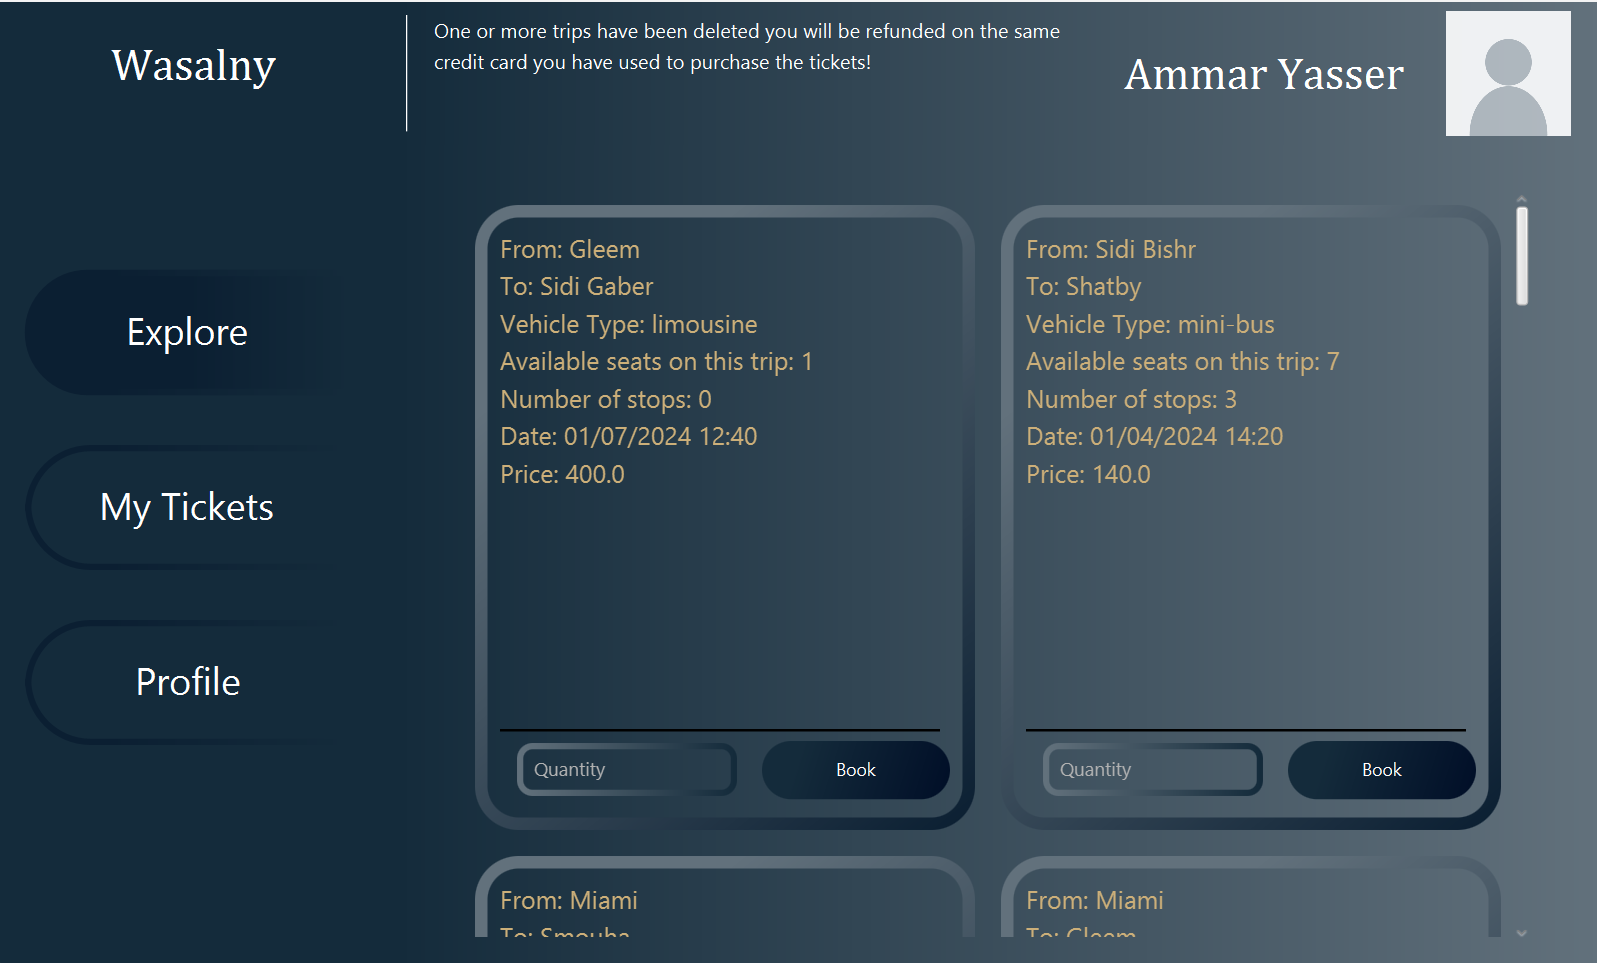 Wasalny
One or more trips have been deleted you will be refunded on the same
credit card you have used to purchase the tickets!
Ammar Yasser
Explore
My Tickets
Profile
From: Gleem
To: Sidi Gaber
Vehicle Type: limousine
Available seats on this trip: 1
Number of stops: 0
Date: 01/07/2024 12:40
Price: 400.0
Quantity
Book
From: Sidi Bishr
To: Shatby
Vehicle Type: mini-bus
Available seats on this trip: 7
Number of stops: 3
Date: 01/04/2024 14:20
Price: 140.0
Quantity
Book
From: Miami
To: Smouha
From: Miami
To: Gleem